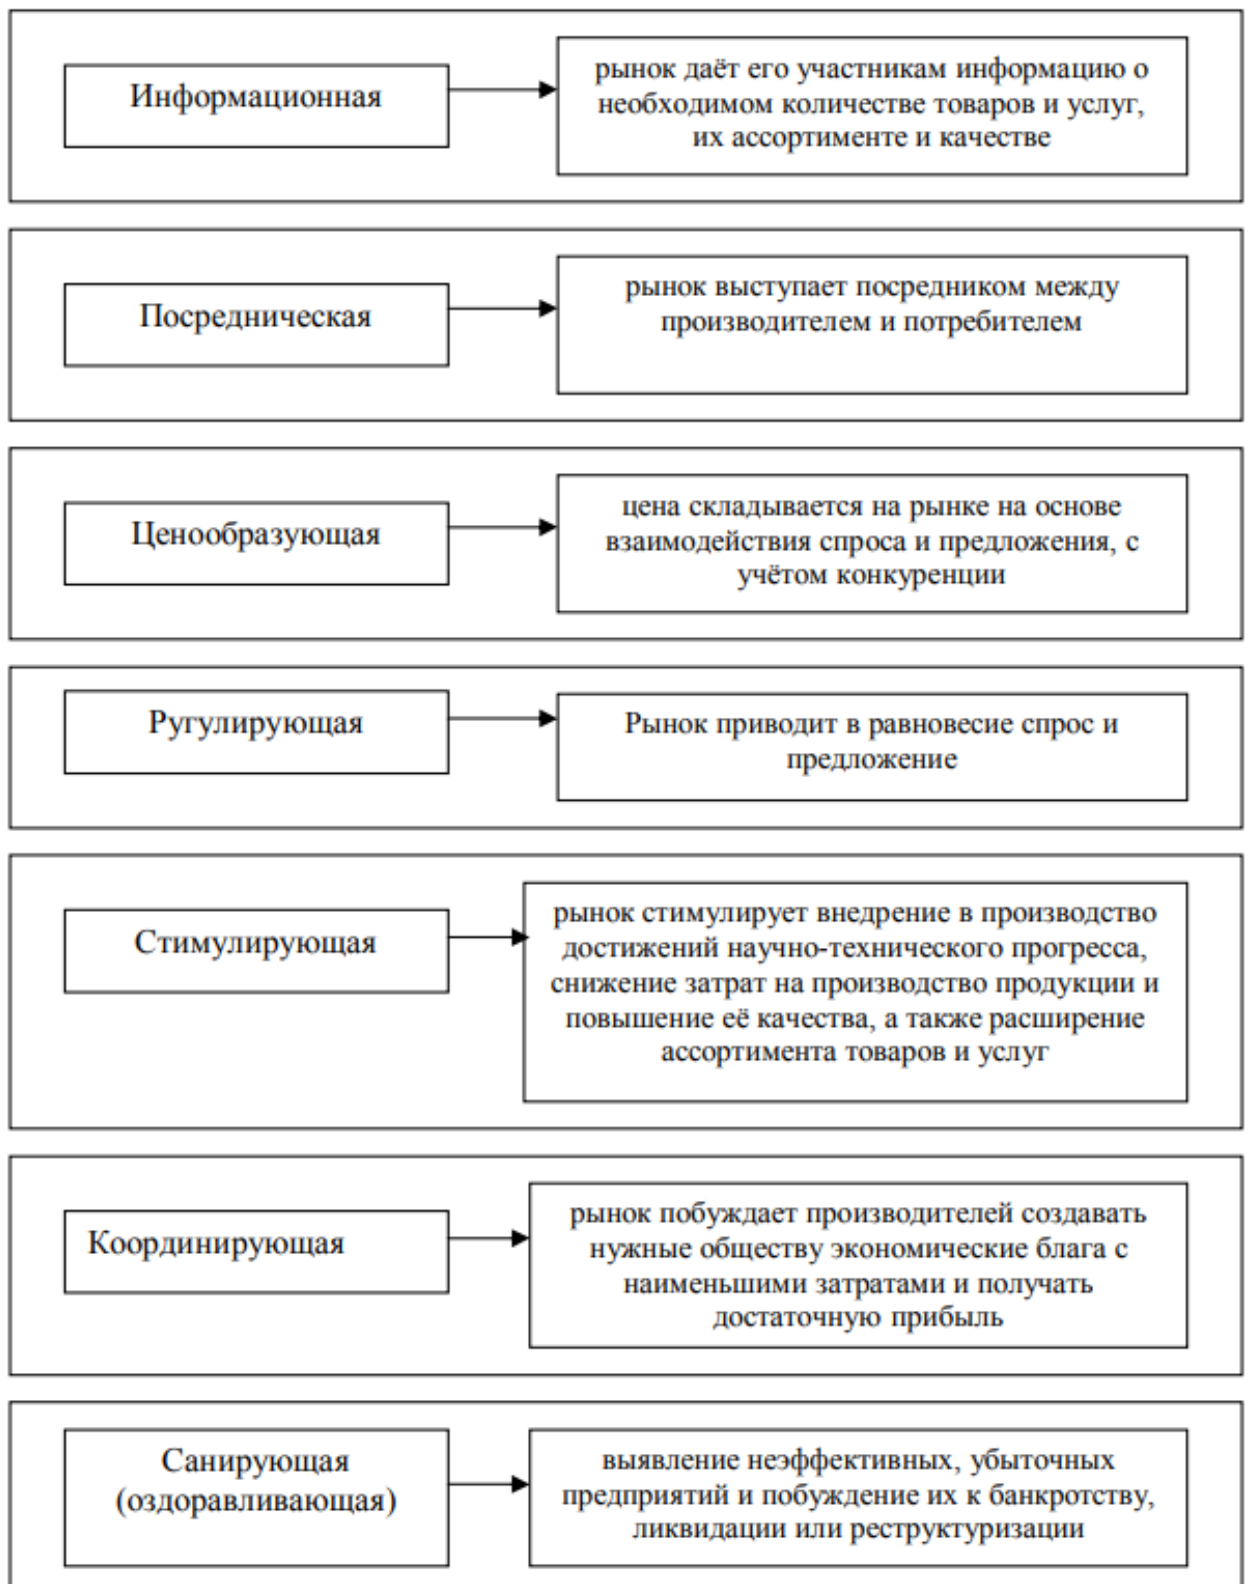 Информационная
рынок даёт его участникам информацию о
необходимом количестве товаров и услуг,
их ассортименте и качестве
Посредническая
рынок выступает посредником между
производителем и потребителем
Ценообразующая
цена складывается на рынке на основе
взаимодействия спроса и предложения, с
учётом конкуренции
Ругулирующая
Рынок приводит в равновесие спрос и
предложение
Стимулирующая
рынок стимулирует внедрение в производство
достижений научно-технического прогресса,
снижение затрат на производство продукции и
повышение её качества, а также расширение
ассортимента товаров и услуг
Координирующая
рынок побуждает производителей создавать
нужные обществу экономические блага с
наименьшими затратами и получать
достаточную прибыль
Санирующая
(оздоравливающая)
выявление неэффективных, убыточных
предприятий и побуждение их к банкротству,
ликвидации или реструктуризации